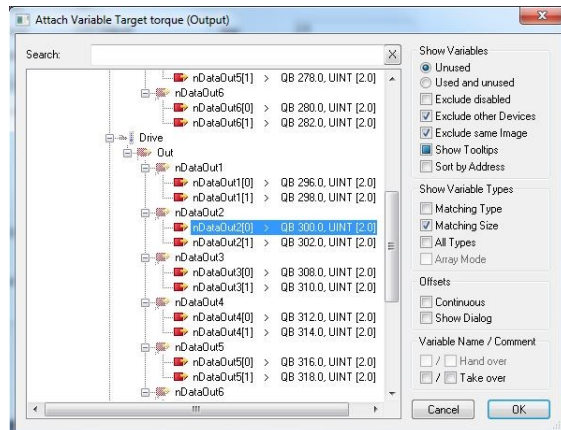 Attach Variable Target torque (Output)
Search:
nDataOut5[1] > QB 278.0, UINT [2.0]
nDataOut6
nDataOut6[0] > QB 280.0, UINT [2.0]
nDataOut6[1] > QB 282.0, UINT [2.0]
Drive
Out
nDataOut1
nDataOut1[0] > QB 296.0, UINT [2.0]
nDataOut1[1] > QB 298.0, UINT [2.0]
nDataOut2
nDataOut2[0] > QB 300.0, UINT [2.0]
nDataOut2[1] > QB 302.0, UINT [2.0]
nDataOut3
nDataOut3[0] > QB 308.0, UINT [2.0]
nDataOut3[1] > QB 310.0, UINT [2.0]
nDataOut4
nDataOut4[0] > QB 312.0, UINT [2.0]
nDataOut4[1] > QB 314.0, UINT [2.0]
nDataOut5
nDataOut5[0] > QB 316.0, UINT [2.0]
nDataOut5[1] > QB 318.0, UINT [2.0]
nDataOut6
Show Variables
Unused
Used and unused
Exclude disabled
Exclude other Devices
Exclude same Image
Show Tooltips
Sort by Address
Show Variable Types
Matching Type
Matching Size
All Types
Array Mode
Offsets
Continuous
Show Dialog
Variable Name / Comment
/ Hand over
/ Take over
Cancel
OK